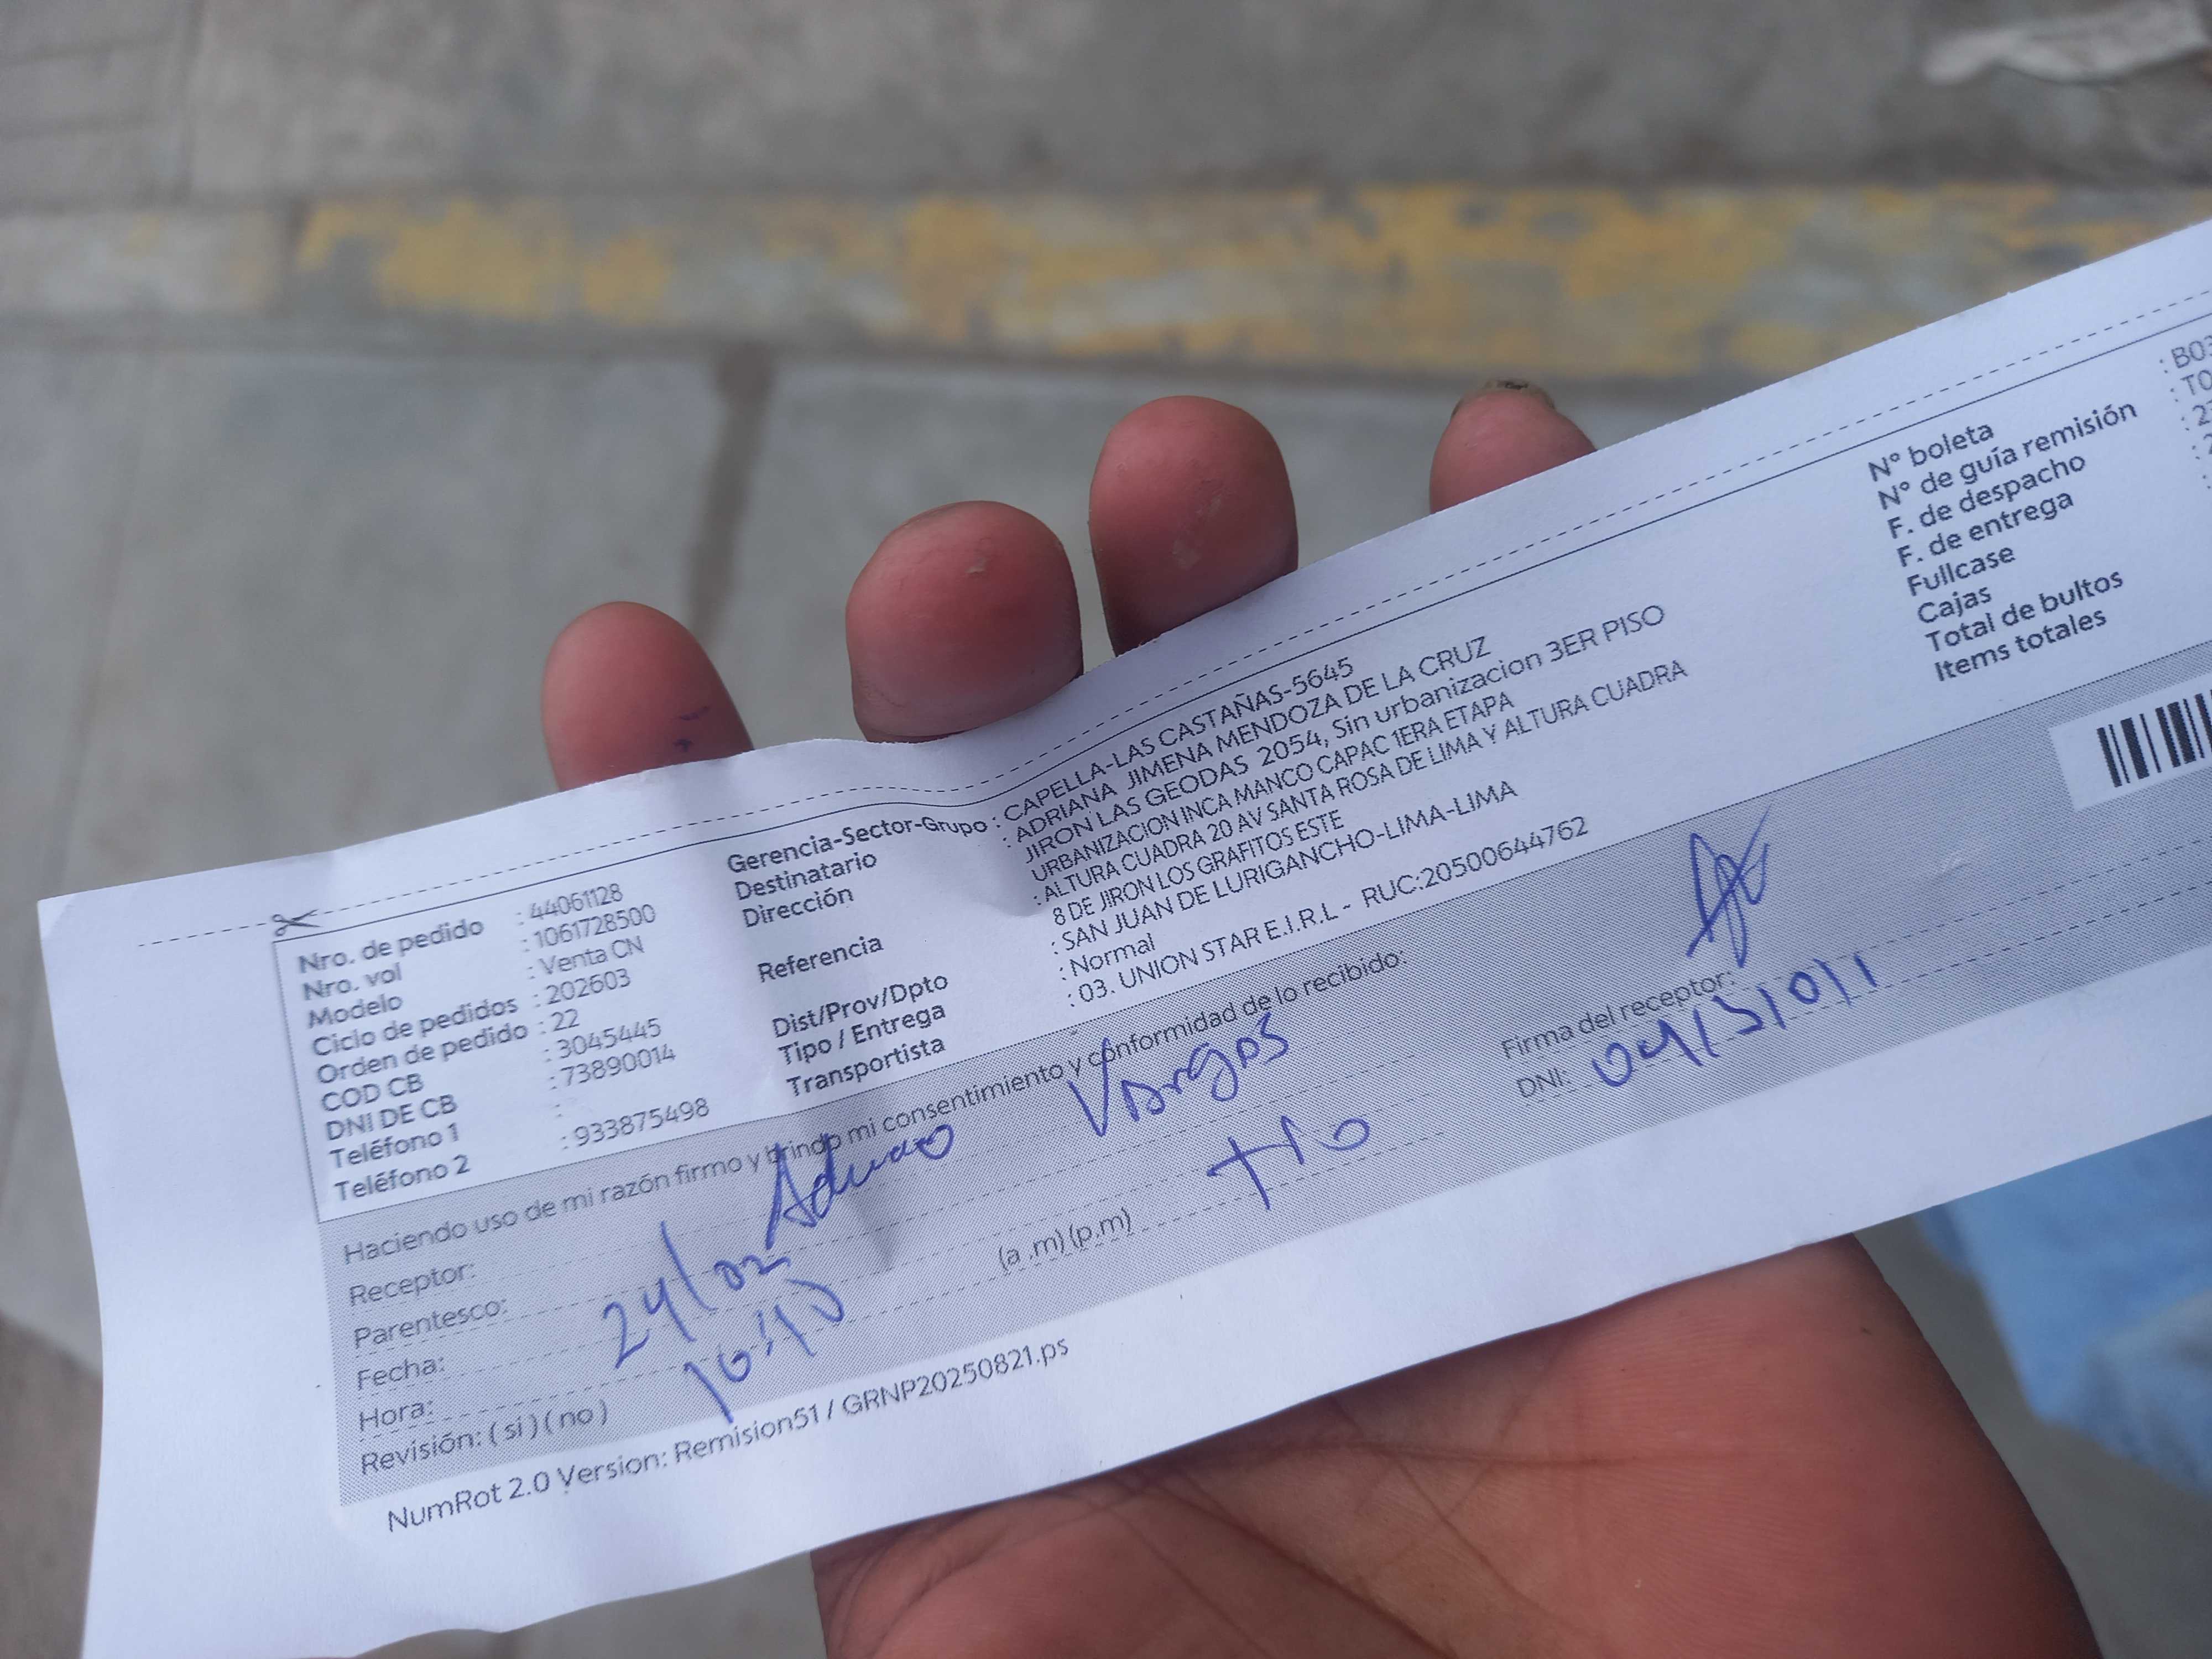 Nro. de pedido : 44061128
Nro. vol : 1061728500
Modelo : Venta CN
Ciclo de pedidos : 202603
Orden de pedido : 22
COD CB : 3045445
DNI DE CB : 73890014
Teléfono 1 :
Teléfono 2 : 933875498
Gerencia-Sector-Grupo : CAPELLA-LAS CASTAÑAS-5645
Destinatario : ADRIANA JIMENA MENDOZA DE LA CRUZ
Dirección JIRON LAS GEODAS 2054, Sin urbanizacion 3ER PISO
URBANIZACION INCA MANCO CAPAC 1ERA ETAPA
Referencia : ALTURA CUADRA 20 AV SANTA ROSA DE LIMA Y ALTURA CUADRA
8 DE JIRON LOS GRAFITOS ESTE
Dist/Prov/Dpto : SAN JUAN DE LURIGANCHO-LIMA-LIMA
Tipo / Entrega : Normal
Transportista : 03. UNION STAR E.I.R.L - RUC:20500644762
N° boleta : B03
N° de guía remisión : T0
F. de despacho
F. de entrega
Fullcase
Cajas
Total de bultos
Items totales
Haciendo uso de mi razón firmo y brindo mi consentimiento y conformidad de lo recibido:
Receptor: Vargas
Parentesco: Tio
Fecha: 24/02
Hora: (a .m) (p.m)
Revisión: ( si ) ( no )
Firma del receptor:
DNI:
NumRot 2.0 Version: Remision51 / GRNP20250821.ps